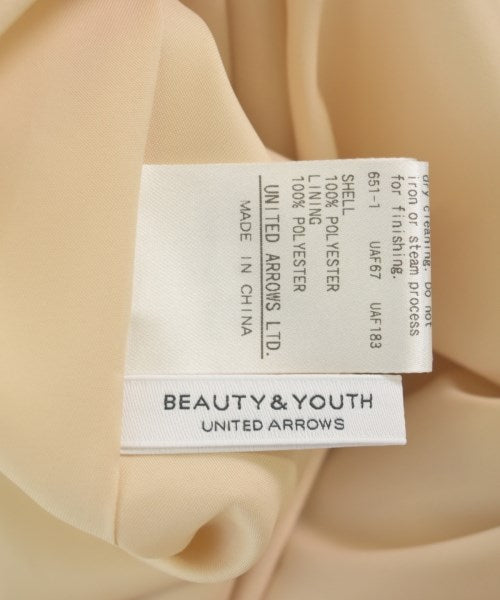 dry cleaning. Do not
iron or steam process
for finishing.
651-1 UAF67 UAF183
SHELL
100% POLYESTER
LINING
100% POLYESTER
UNITED ARROWS LTD.
MADE IN CHINA
BEAUTY & YOUTH
UNITED ARROWS